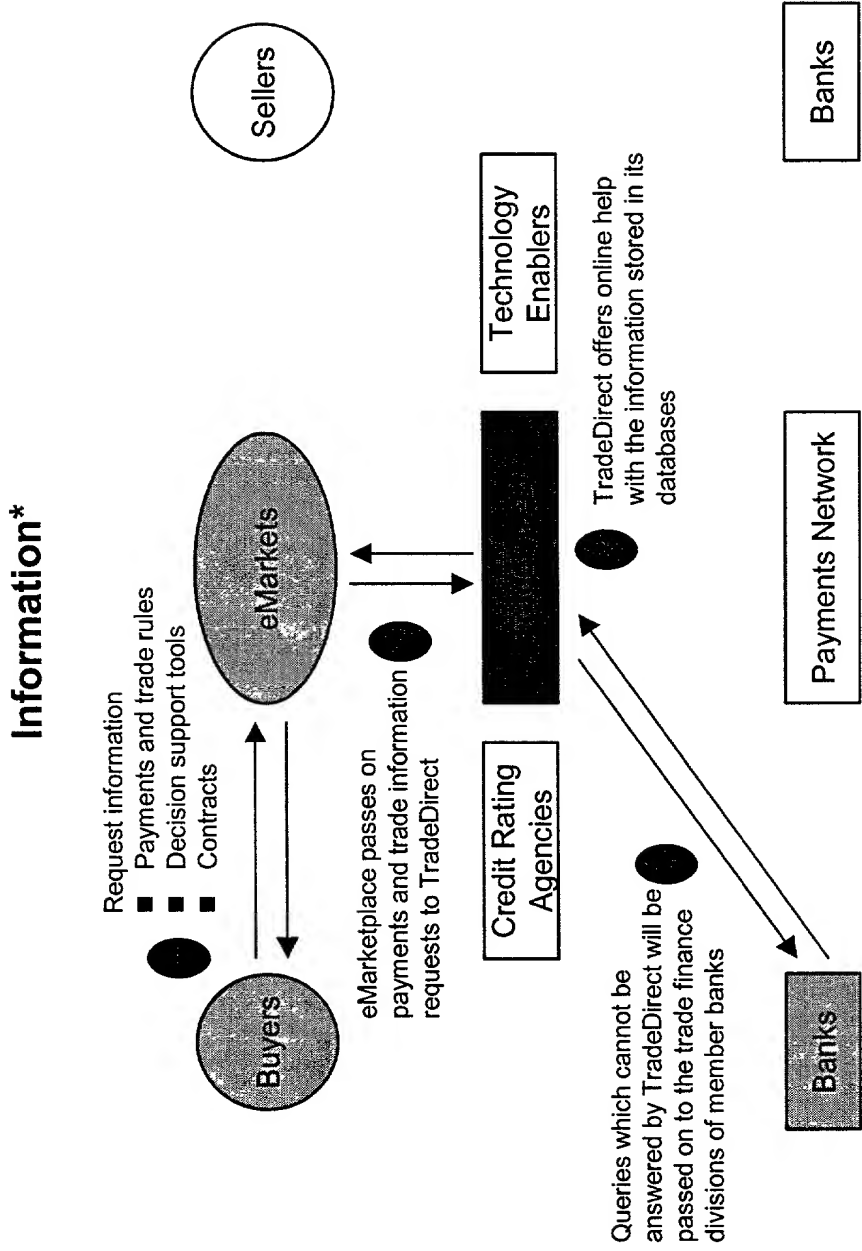 Information*
Request information
■ Payments and trade rules
■ Decision support tools
■ Contracts
Buyers
eMarkets
Sellers
eMarketplace passes on
payments and trade information
requests to TradeDirect
Credit Rating
Agencies
Technology
Enablers
TradeDirect offers online help
with the information stored in its
databases
Queries which cannot be
answered by TradeDirect will be
passed on to the trade finance
divisions of member banks
Banks
Payments Network
Banks